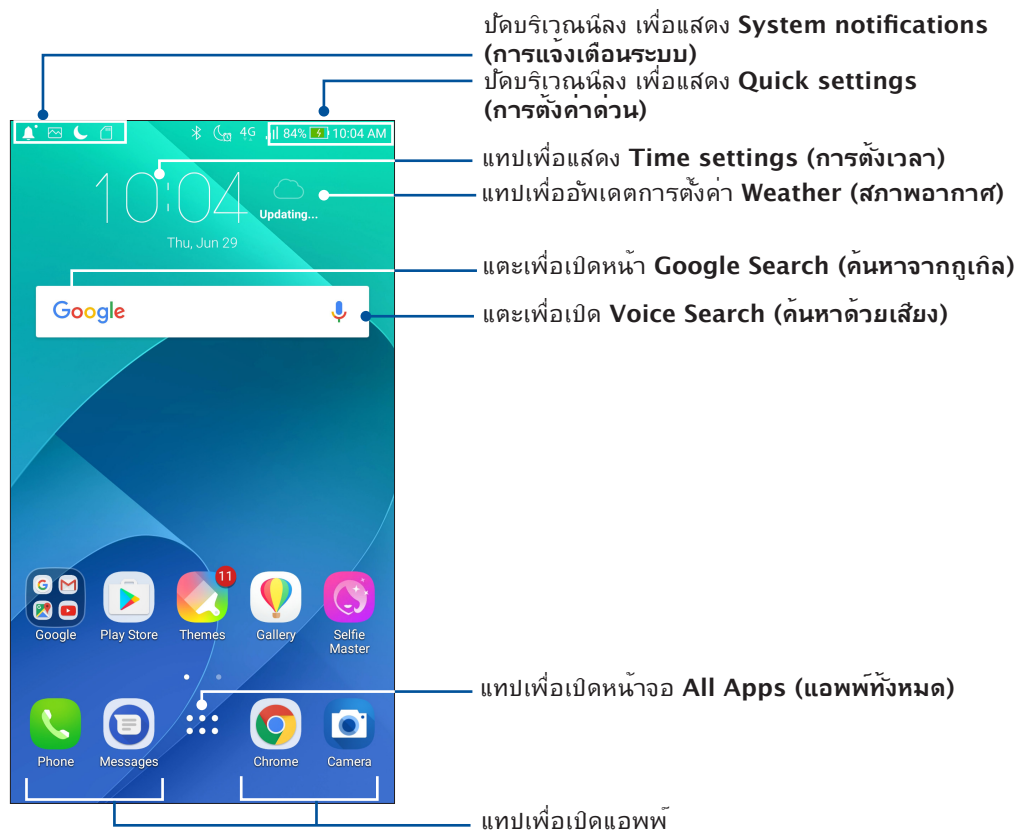 ปัดบริเวณนี้ลง เพื่อแสดง System notifications
(การแจ้งเตือนระบบ)
ปัดบริเวณนี้ลง เพื่อแสดง Quick settings
(การตั้งค่าด่วน)
4G 84% 10:04 AM
แทปเพื่อแสดง Time settings (การตั้งเวลา)
10:04
แทปเพื่ออัพเดตการตั้งค่า Weather (สภาพอากาศ)
Updating...
Thu, Jun 29
แตะเพื่อเปิดหน้า Google Search (ค้นหาจากกูเกิล)
Google
แตะเพื่อเปิด Voice Search (ค้นหาด้วยเสียง)
11
Google Play Store Themes Gallery Selfie
Master
แทปเพื่อเปิดหน้าจอ All Apps (แอพพ์ทั้งหมด)
Phone Messages Chrome Camera
แทปเพื่อเปิดแอพพ์